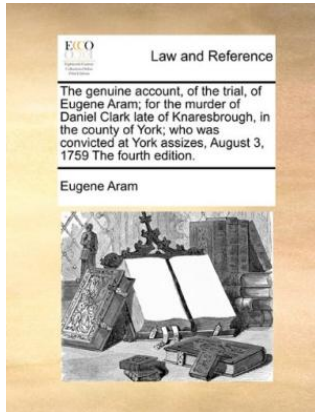 ECCO
Law and Reference
The genuine account, of the trial, of
Eugene Aram; for the murder of
Daniel Clark late of Knaresbrough, in
the county of York; who was
convicted at York assizes, August 3,
1759 The fourth edition.
Eugene Aram